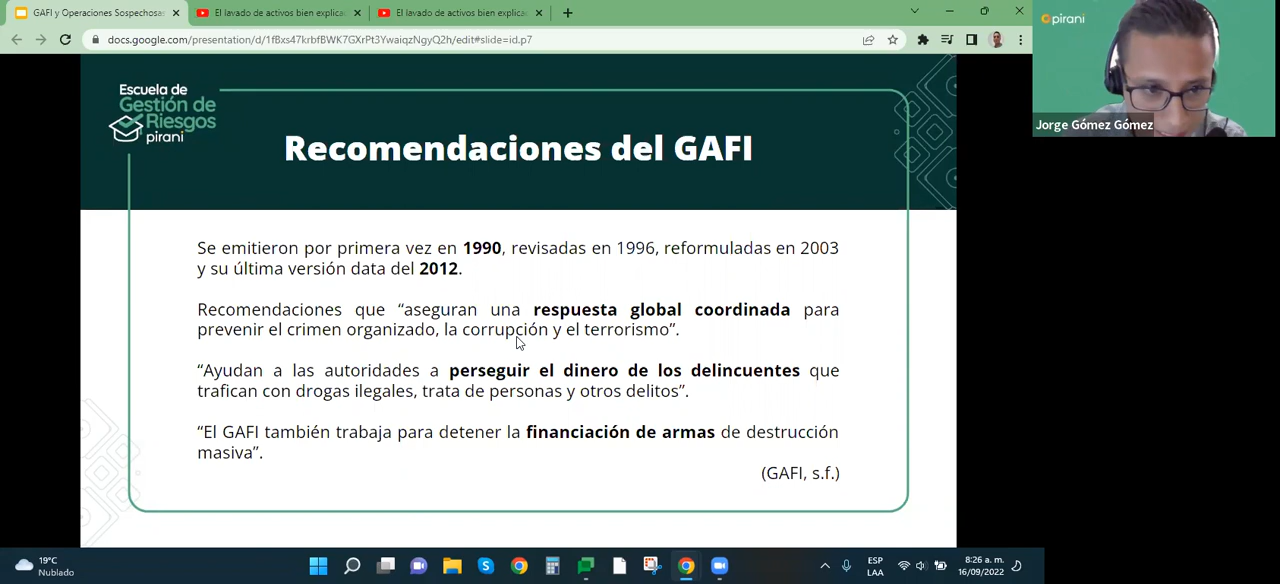 GAFI y Operaciones Sospechosas
El lavado de activos bien explica
El lavado de activos bien explica
docs.google.com/presentation/d/1fBxs47krbfBWK7GXrPt3YwaiqzNgyQ2h/edit#slide=id.p7
pirani
Jorge Gómez Gómez
Escuela de
Gestión de
Riesgos
pirani
Recomendaciones del GAFI
Se emitieron por primera vez en 1990, revisadas en 1996, reformuladas en 2003
y su última versión data del 2012.
Recomendaciones que “aseguran una respuesta global coordinada para
prevenir el crimen organizado, la corrupción y el terrorismo”.
“Ayudan a las autoridades a perseguir el dinero de los delincuentes que
trafican con drogas ilegales, trata de personas y otros delitos”.
“El GAFI también trabaja para detener la financiación de armas de destrucción
masiva”.
(GAFI, s.f.)
19°C
Nublado
ESP
LAA
8:26 a. m.
16/09/2022